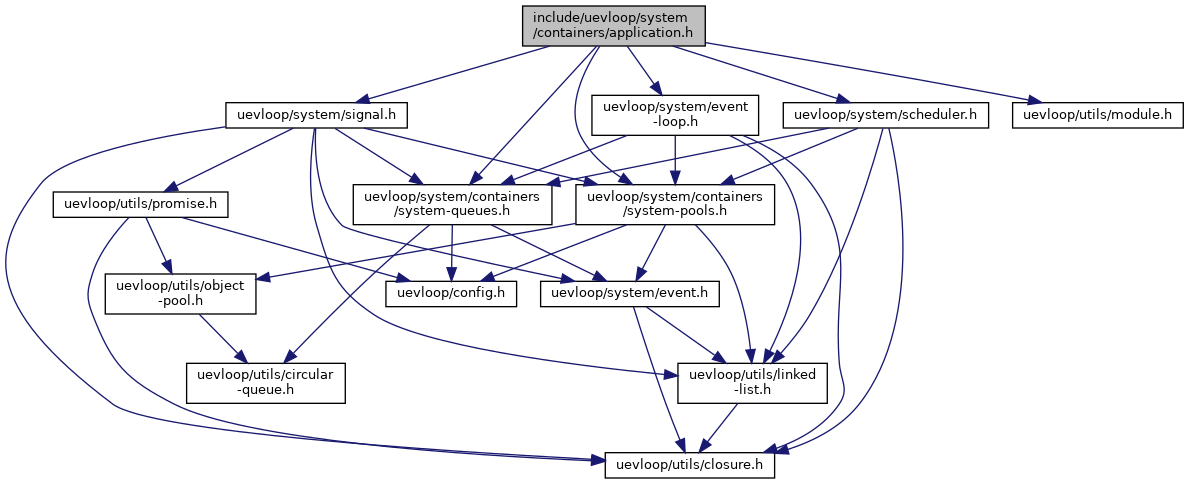 include/uevloop/system
/containers/application.h
uevloop/system/signal.h
uevloop/system/event
-loop.h
uevloop/system/scheduler.h
uevloop/utils/module.h
uevloop/utils/promise.h
uevloop/system/containers
/system-queues.h
uevloop/system/containers
/system-pools.h
uevloop/utils/object
-pool.h
uevloop/config.h
uevloop/system/event.h
uevloop/utils/circular
-queue.h
uevloop/utils/linked
-list.h
uevloop/utils/closure.h